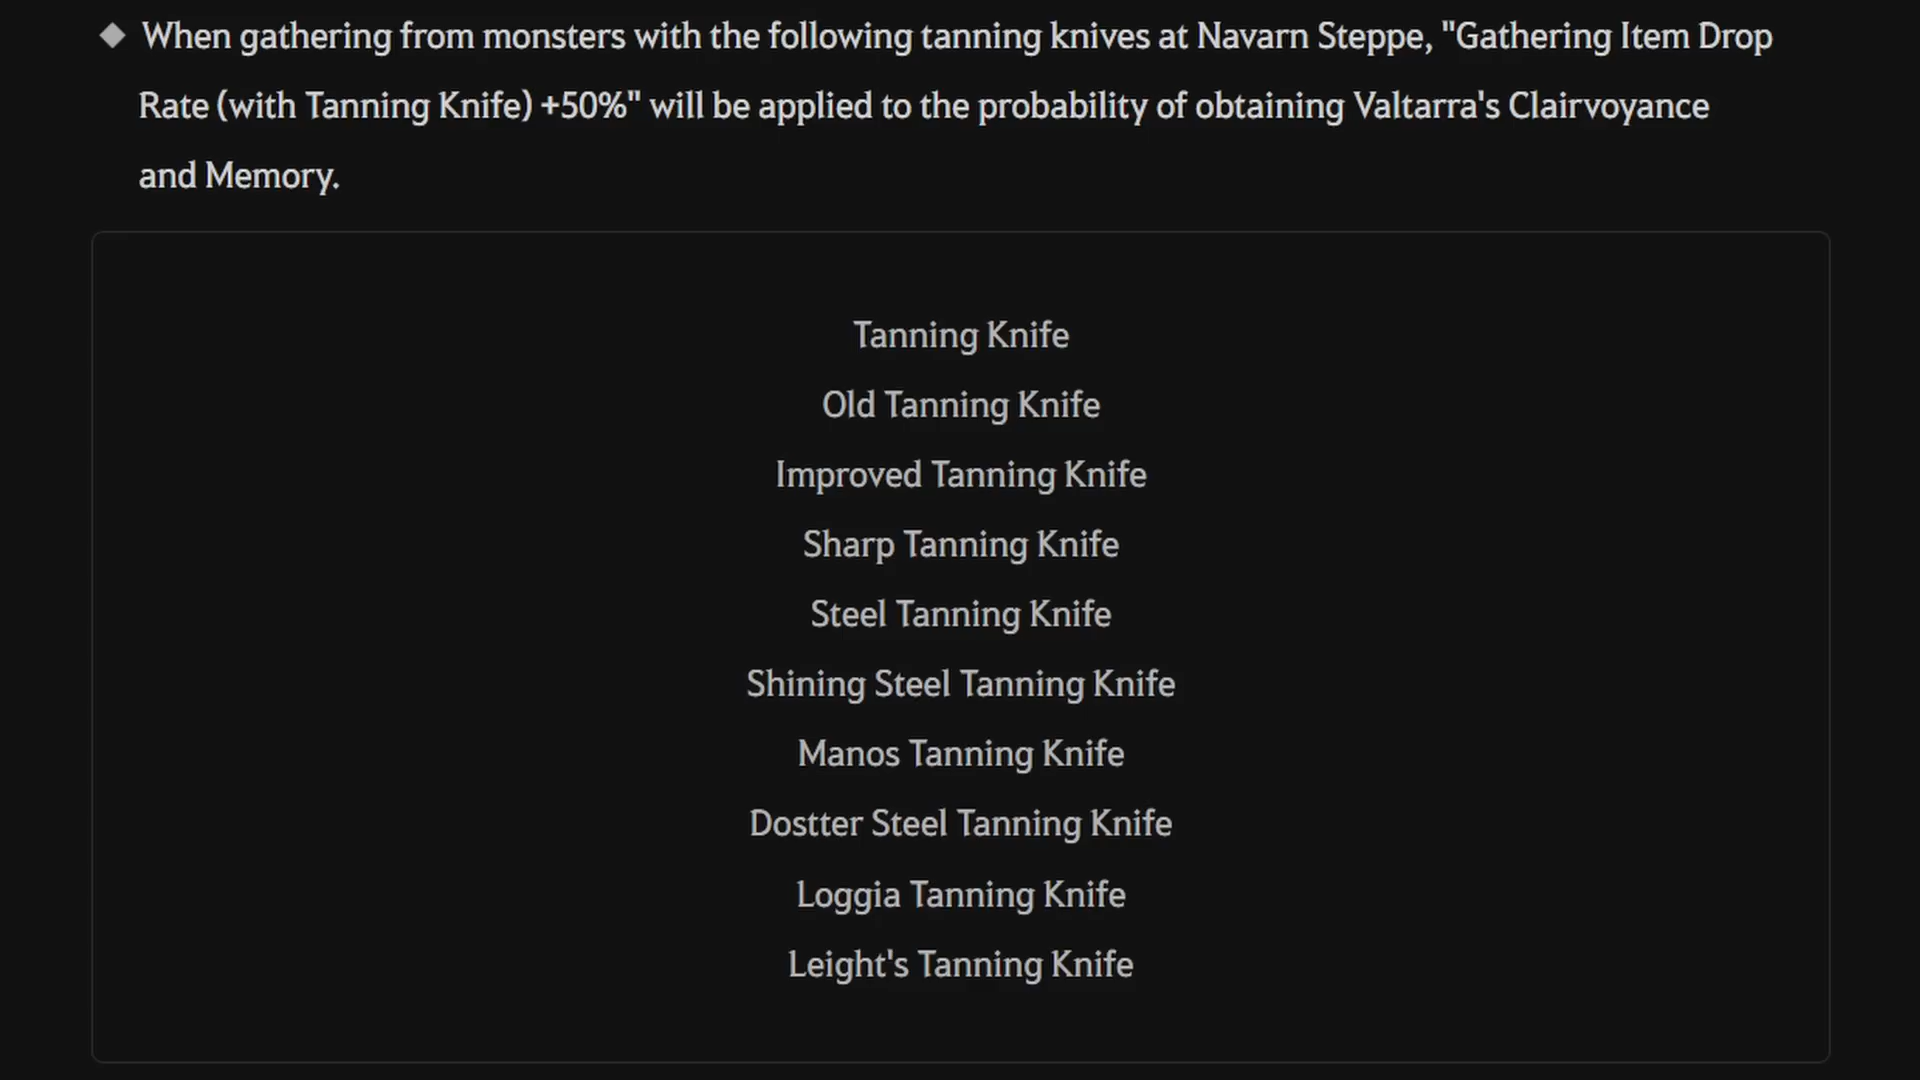 When gathering from monsters with the following tanning knives at Navarn Steppe, "Gathering Item Drop
Rate (with Tanning Knife) +50%" will be applied to the probability of obtaining Valtarra's Clairvoyance
and Memory.
Tanning Knife
Old Tanning Knife
Improved Tanning Knife
Sharp Tanning Knife
Steel Tanning Knife
Shining Steel Tanning Knife
Manos Tanning Knife
Dostter Steel Tanning Knife
Loggia Tanning Knife
Leight's Tanning Knife